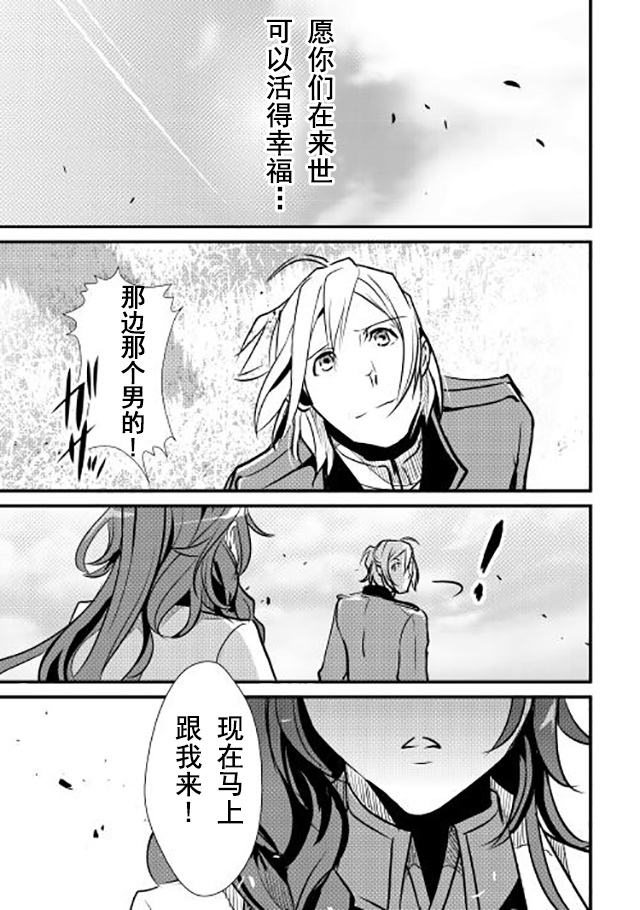 愿你们在来世
可以活得幸福…
那边那个男的！
！
现在马上
跟我来！